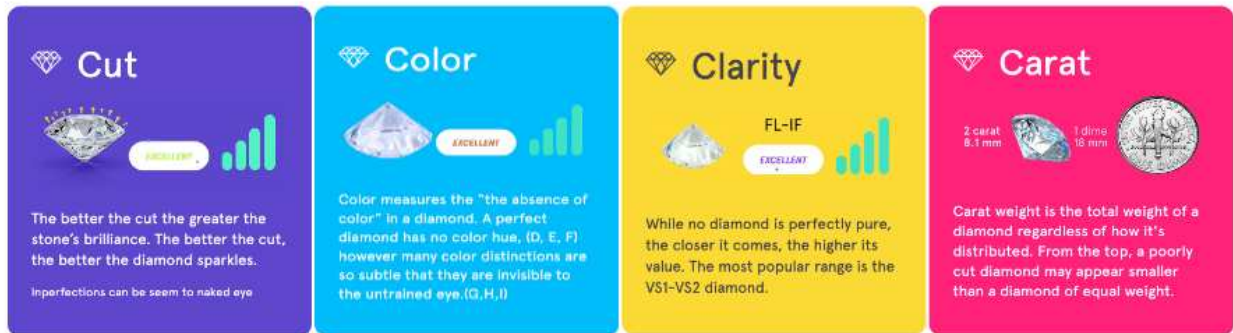 Cut
EXCELLENT
The better the cut the greater the
stone's brilliance. The better the cut,
the better the diamond sparkles.
Inperfections can be seem to naked eye
Color
EXCELLENT
Color measures the "the absence of
color" in a diamond. A perfect
diamond has no color hue, (D, E, F)
however many color distinctions are
so subtle that they are invisible to
the untrained eye.(G,H,I)
Clarity
FL-IF
EXCELLENT
While no diamond is perfectly pure,
the closer it comes, the higher its
value. The most popular range is the
VS1-VS2 diamond.
Carat
2 carat
8.1 mm
1 dime
18 mm
Carat weight is the total weight of a
diamond regardless of how it's
distributed. From the top, a poorly
cut diamond may appear smaller
than a diamond of equal weight.